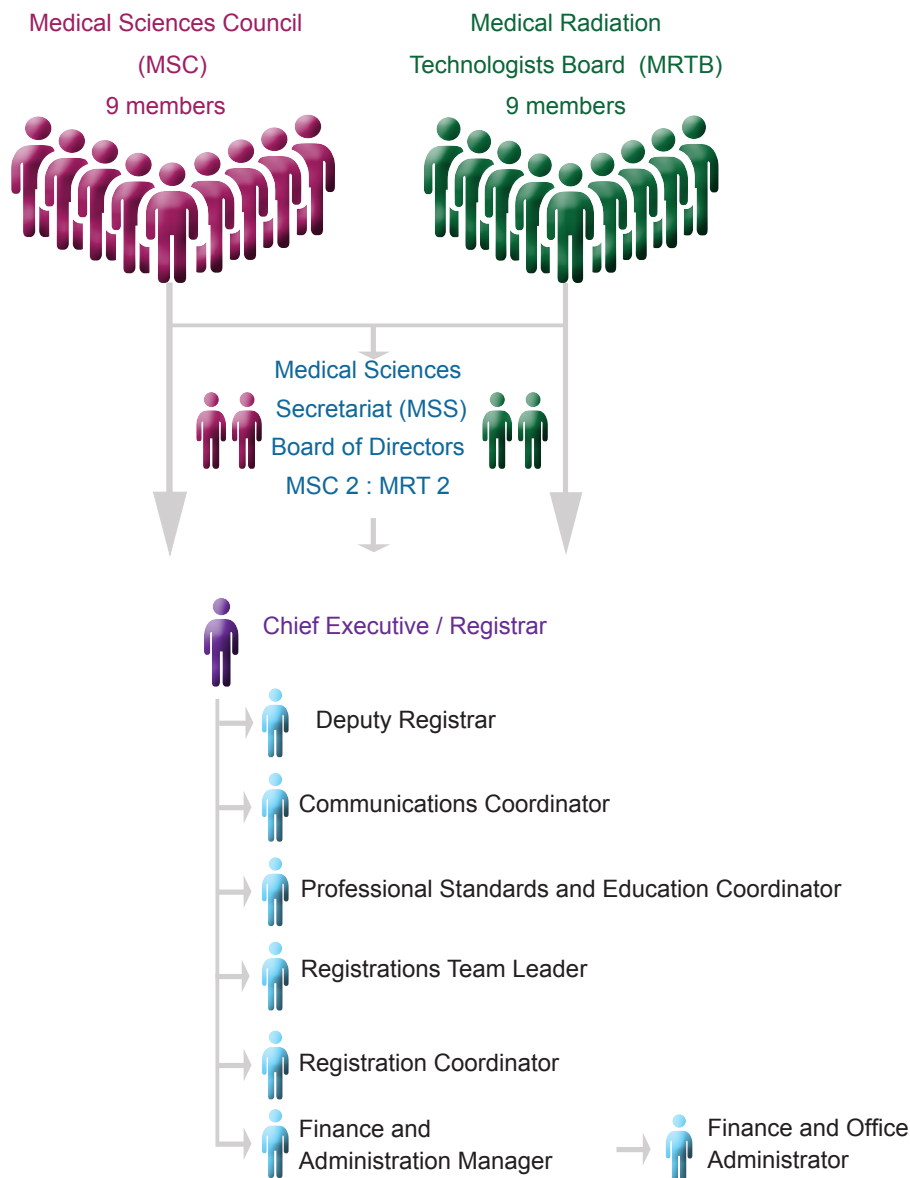 Medical Sciences Council
(MSC)
9 members
Medical Radiation
Technologists Board (MRTB)
9 members
Medical Sciences
Secretariat (MSS)
Board of Directors
MSC 2 : MRT 2
Chief Executive / Registrar
Deputy Registrar
Communications Coordinator
Professional Standards and Education Coordinator
Registrations Team Leader
Registration Coordinator
Finance and
Administration Manager
Finance and Office
Administrator